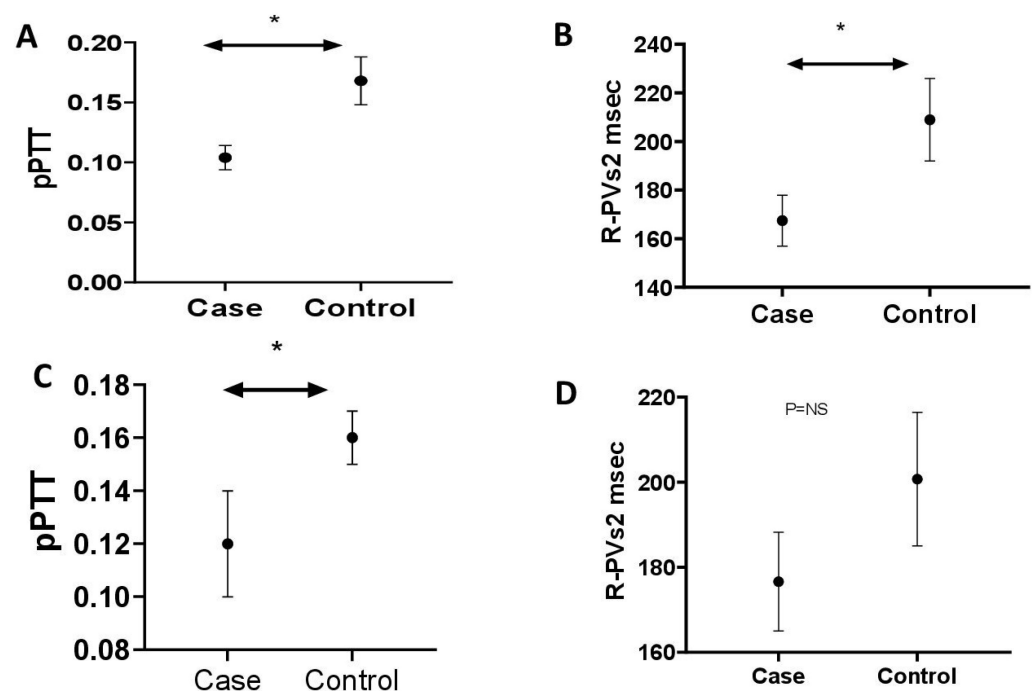 A
*
0.20
0.15
0.10
0.05
0.00
pPTT
Case Control
B
*
240
220
200
180
160
140
R-PVs2 msec
Case Control
C
*
0.18
0.16
0.14
0.12
0.10
0.08
pPTT
Case Control
D
P=NS
220
200
180
160
R-PVs2 msec
Case Control